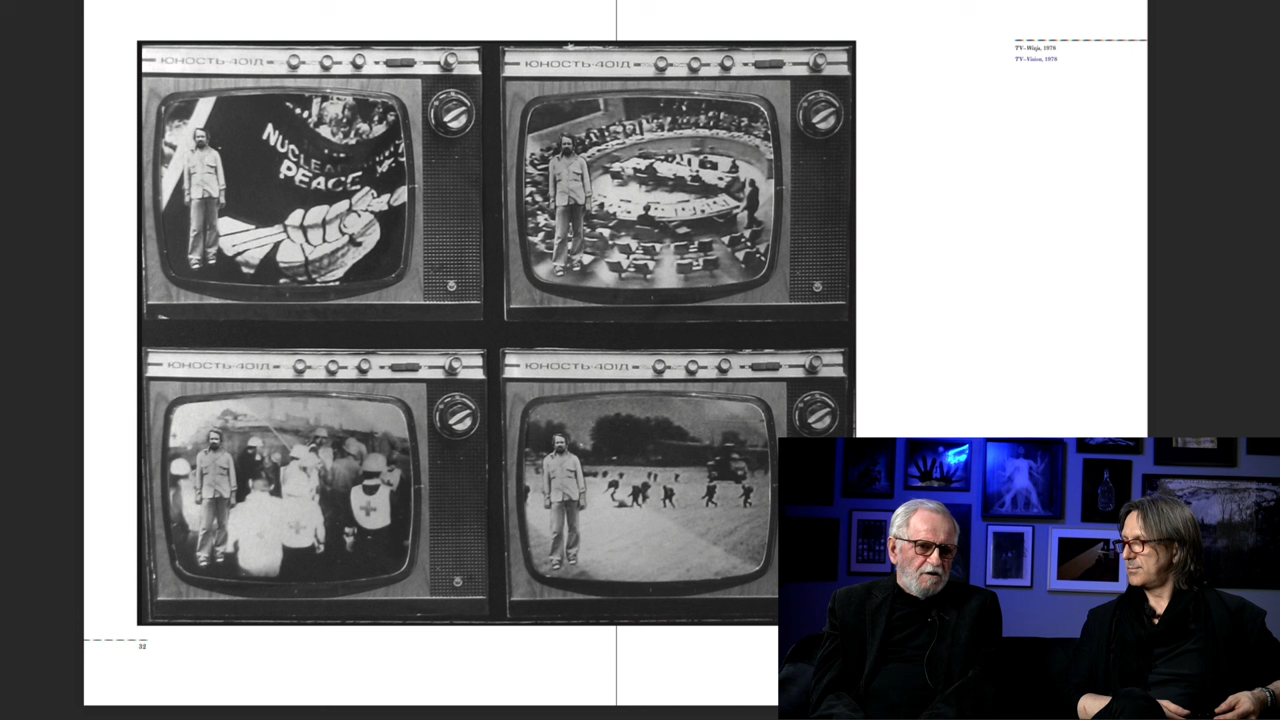 ЮНОСТЬ-401Д
ЮНОСТЬ-401Д
NUCLEAR
PEACE
ЮНОСТЬ-401Д
ЮНОСТЬ-401Д
TV–Wizja, 1978
TV–Vision, 1978
32